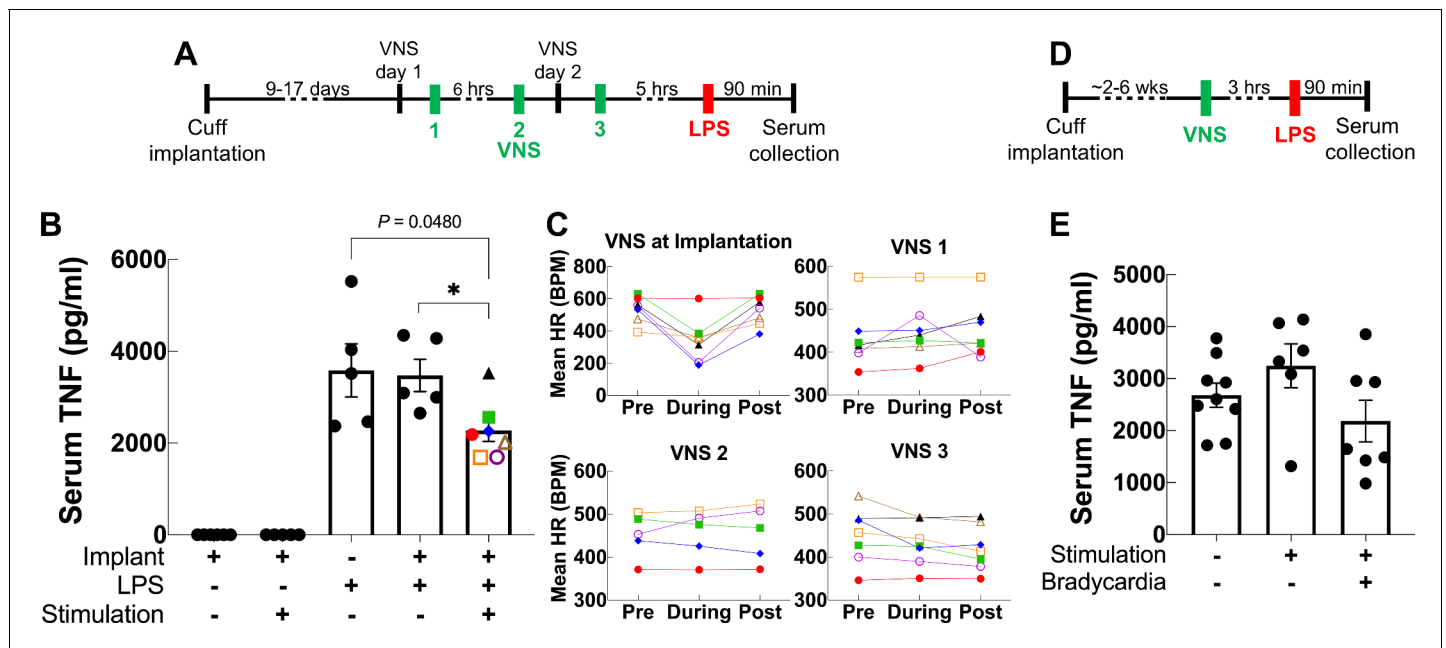 A
VNS
day 1
VNS
day 2
9-17 days
6 hrs
5 hrs
90 min
1
2
3
VNS
LPS
Cuff
implantation
Serum
collection
D
~2-6 wks
3 hrs
90 min
Cuff
implantation
VNS
LPS
Serum
collection
B
P = 0.0480
*
Serum TNF (pg/ml)
6000
4000
2000
0
Implant + + - + +
LPS - - + + +
Stimulation - + - - +
C
VNS at Implantation
Mean HR (BPM)
800
600
400
200
0
Pre During Post
VNS 1
600
500
400
300
Pre During Post
VNS 2
Mean HR (BPM)
600
500
400
300
Pre During Post
VNS 3
600
500
400
300
Pre During Post
E
Serum TNF (pg/ml)
5000
4000
3000
2000
1000
0
Stimulation - + +
Bradycardia - - +